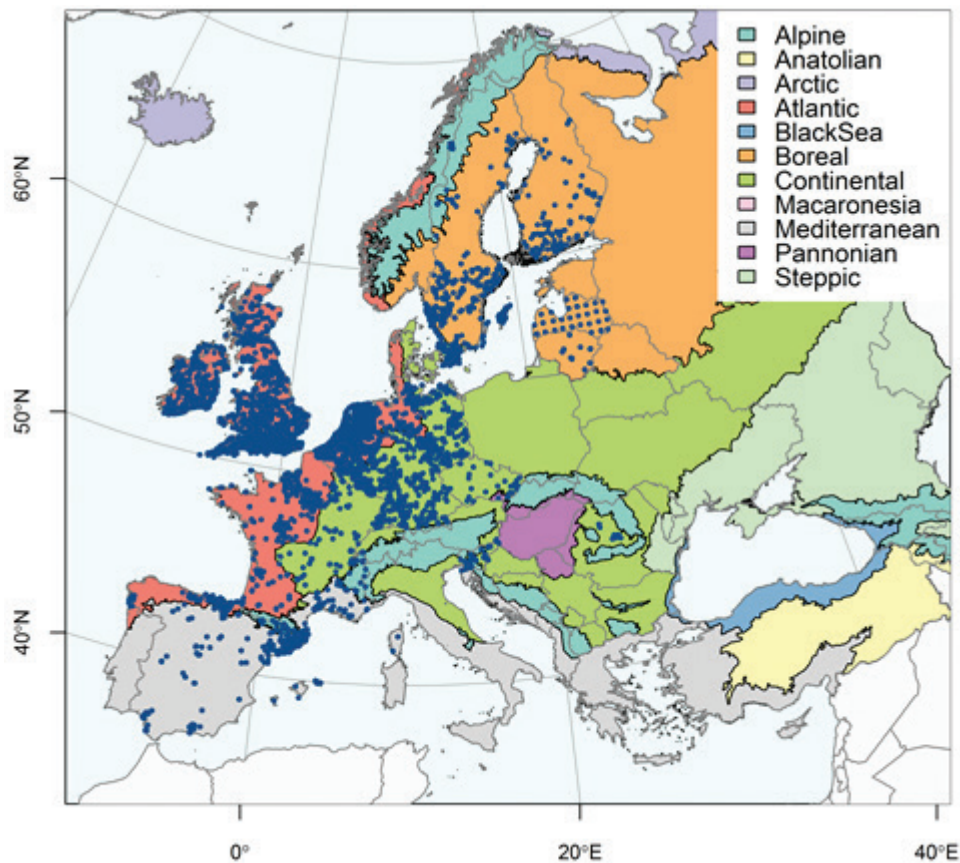 Alpine
Anatolian
Arctic
Atlantic
BlackSea
Boreal
Continental
Macaronesia
Mediterranean
Pannonian
Steppic
60°N
50°N
40°N
0°
20°E
40°E